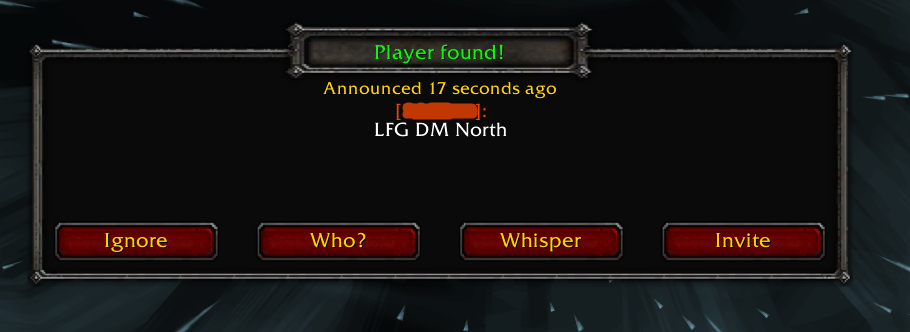 Player found!
Announced 17 seconds ago
[]:
LFG DM North
Ignore
Who?
Whisper
Invite